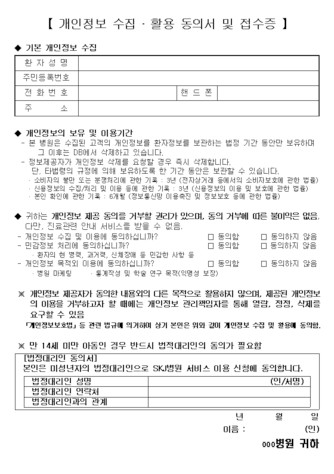 【 개인정보 수집 · 활용 동의서 및 접수증 】
◆ 기본 개인정보 수집
환 자 성 명
주민등록번호
전 화 번 호 핸 드 폰
주 소
◆ 개인정보의 보유 및 이용기간
- 본 병원은 수집된 고객의 개인정보를 환자정보를 보관하는 법정 기간 동안만 보유하며
그 이후는 DB에서 삭제하고 있습니다.
- 정보제공자가 개인정보 삭제를 요청할 경우 즉시 삭제합니다.
단, 타법령의 규정에 의해 보유하도록 한 기간 동안은 보관할 수 있습니다.
· 소비자의 불만 또는 분쟁처리에 관한 기록 : 3년 (전자상거래 등에서의 소비자보호에 관한 법률)
· 신용정보의 수집/처리 및 이용 등에 관한 기록 : 3년 (신용정보의 이용 및 보호에 관한 법률)
· 본인 확인에 관한 기록 : 6개월 (정보통신망 이용촉진 및 정보보호 등에 관한 법률)
◆ 귀하는 개인정보 제공 동의를 거부할 권리가 있으며, 동의 거부에 따른 불이익은 없음.
다만, 진료관련 안내 서비스를 받을 수 없음.
- 개인정보 수집 및 이용에 동의하십니까? □ 동의함 □ 동의하지 않음
- 민감정보 처리에 동의하십니까? □ 동의함 □ 동의하지 않음
· 환자의 현 병력, 과거력, 신체장애 등 민감한 사항 등
- 개인정보 목적외 이용에 동의하십니까? □ 동의함 □ 동의하지 않음
· 병원 마케팅 · 통계작성 및 학술 연구 목적(익명성 보장)
※ 개인정보 제공자가 동의한 내용외의 다른 목적으로 활용하지 않으며, 제공된 개인정보
의 이용을 거부하고자 할 때에는 개인정보 관리책임자를 통해 열람, 정정, 삭제를
요구할 수 있음
「개인정보보호법」등 관련 법규에 의거하여 상기 본인은 위와 같이 개인정보 수집 및 활용에 동의함.
※ 만 14세 미만 아동인 경우 반드시 법적대리인의 동의가 필요함
[법정대리인 동의서]
본인은 미성년자의 법정대리인으로 SKJ병원 서비스 이용 신청에 동의합니다.
법정대리인 성명 (인/서명)
법정대리인 연락처
법정대리인과의 관계
년 월 일
이름 : (인)
ooo병원 귀하